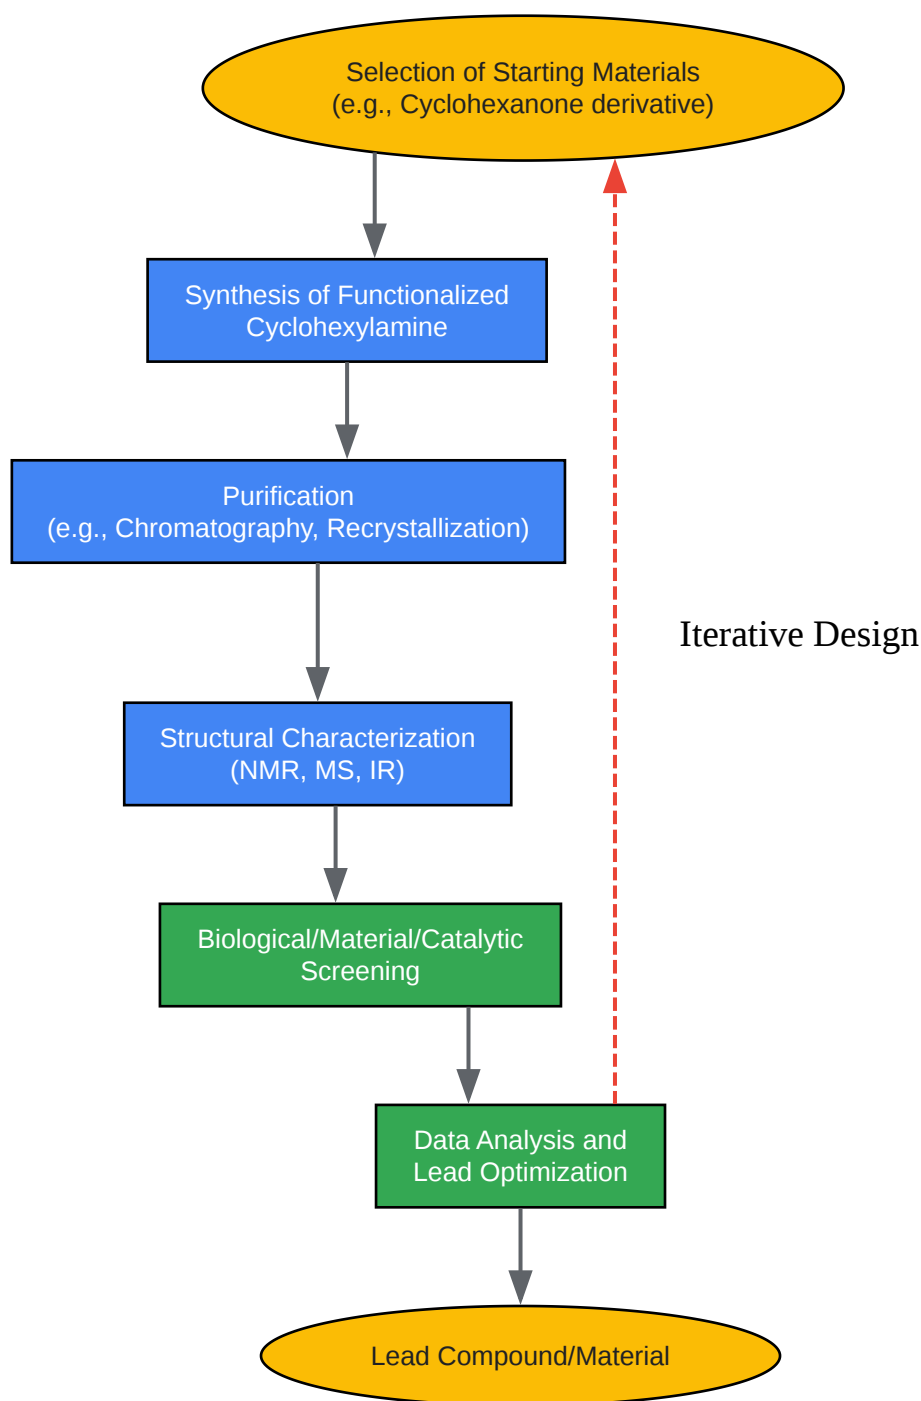 Selection of Starting Materials
(e.g., Cyclohexanone derivative)
Synthesis of Functionalized
Cyclohexylamine
Purification
(e.g., Chromatography, Recrystallization)
Iterative Design
Structural Characterization
(NMR, MS, IR)
Biological/Material/Catalytic
Screening
Data Analysis and
Lead Optimization
Lead Compound/Material